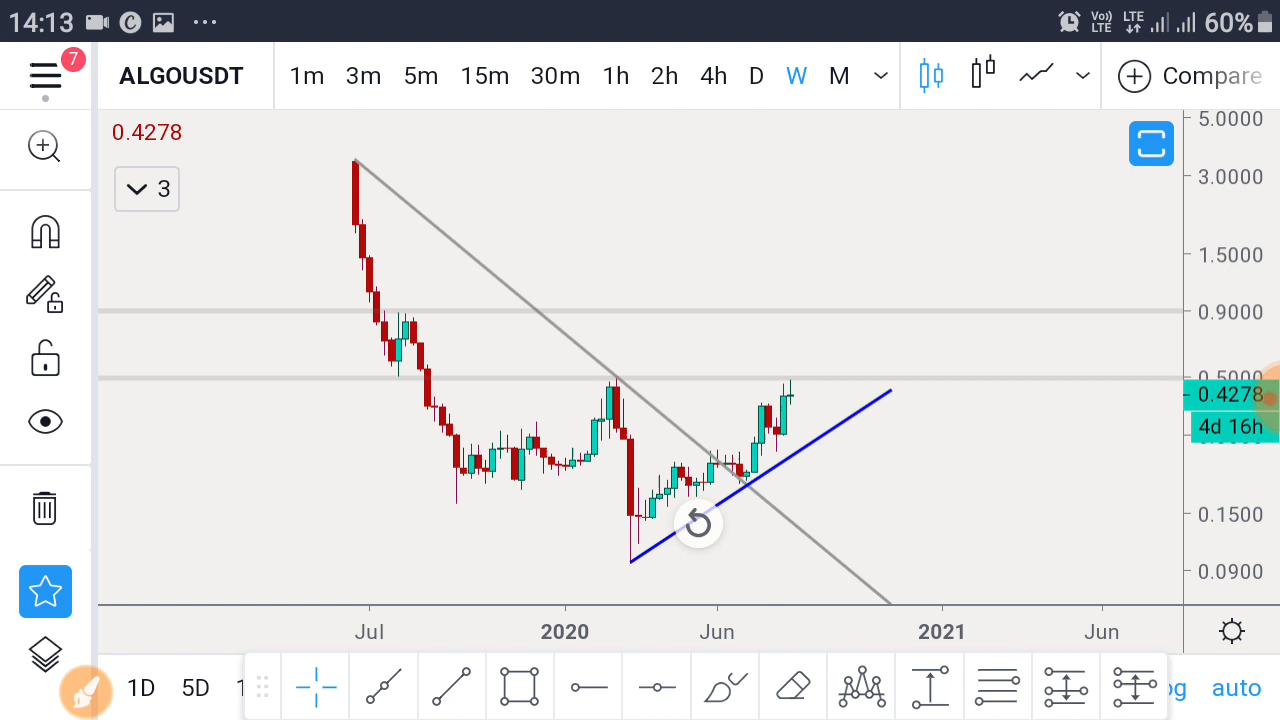 14:13 C Vo) LTE LTE 60%
7 ALGOUSDT 1m 3m 5m 15m 30m 1h 2h 4h D W M Compare
0.4278
3
5.0000
3.0000
1.5000
0.9000
0.5000
0.4278
4d 16h
0.1500
0.0900
Jul 2020 Jun 2021 Jun
1D 5D auto